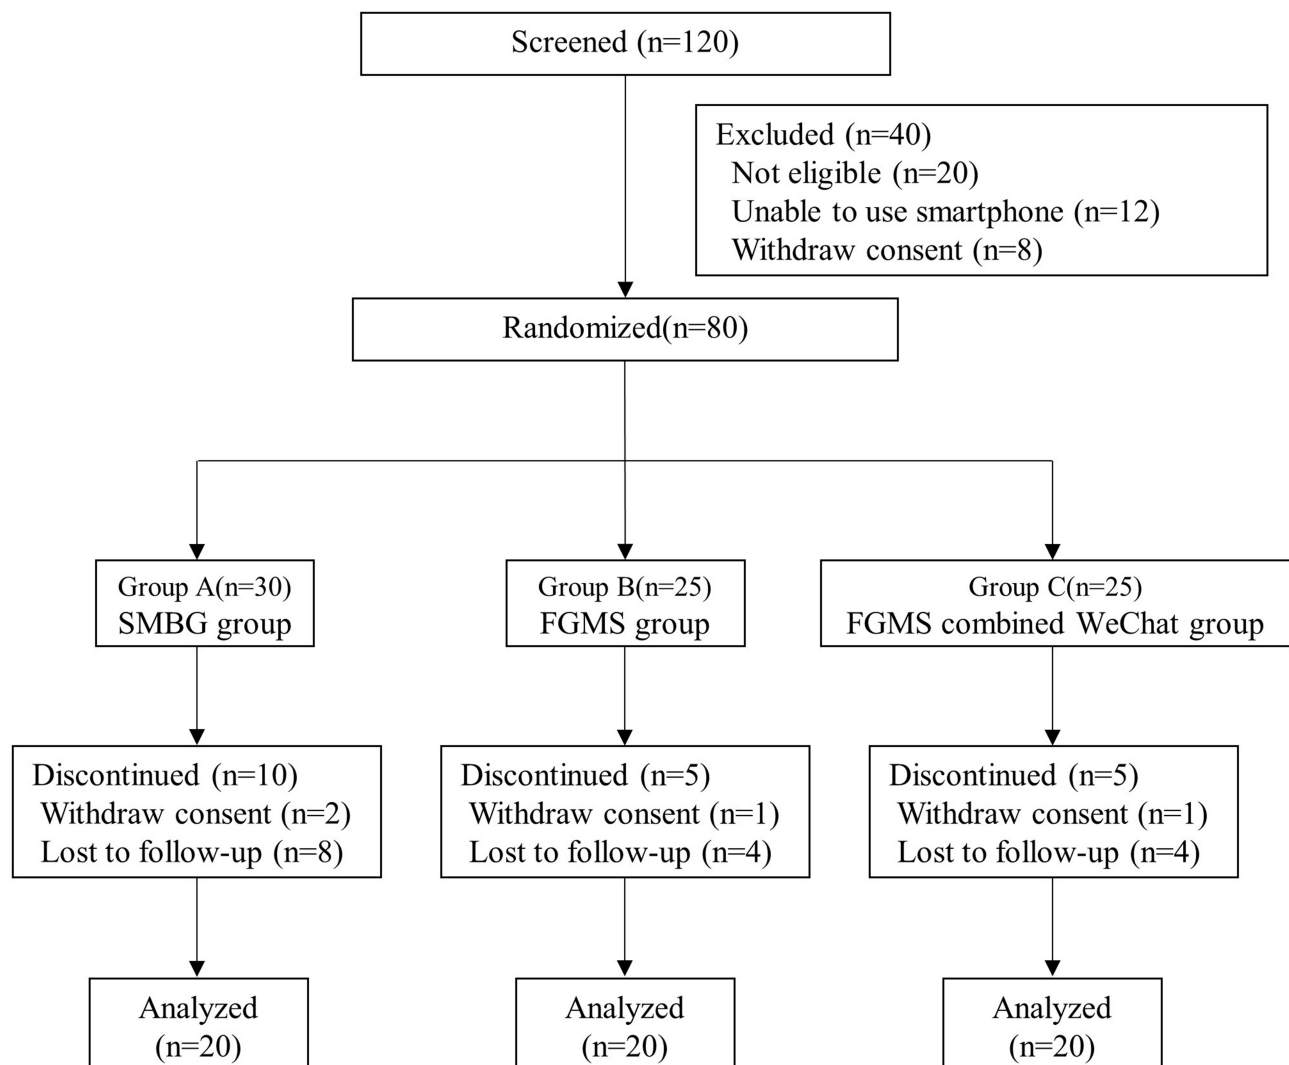 Screened (n=120)
Excluded (n=40)
Not eligible (n=20)
Unable to use smartphone (n=12)
Withdraw consent (n=8)
Randomized(n=80)
Group A(n=30)
SMBG group
Group B(n=25)
FGMS group
Group C(n=25)
FGMS combined WeChat group
Discontinued (n=10)
Withdraw consent (n=2)
Lost to follow-up (n=8)
Discontinued (n=5)
Withdraw consent (n=1)
Lost to follow-up (n=4)
Discontinued (n=5)
Withdraw consent (n=1)
Lost to follow-up (n=4)
Analyzed
(n=20)
Analyzed
(n=20)
Analyzed
(n=20)